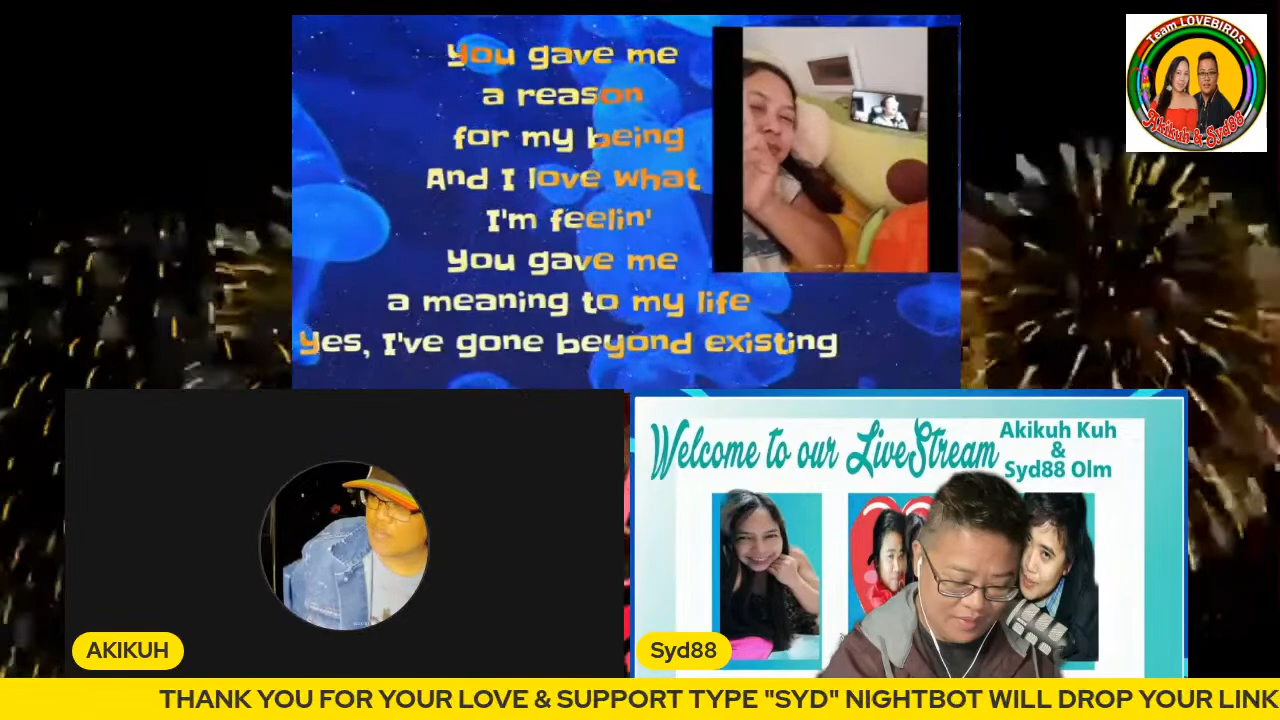 You gave me
a reason
for my being
And I love what
I'm feelin'
You gave me
a meaning to my life
Yes, I've gone beyond existing
Team LOVEBIRDS
Akikuh & Syd88
Welcome to our LiveStream
Akikuh Kuh
&
Syd88 Olm
AKIKUH
Syd88
THANK YOU FOR YOUR LOVE & SUPPORT TYPE "SYD" NIGHTBOT WILL DROP YOUR LINK